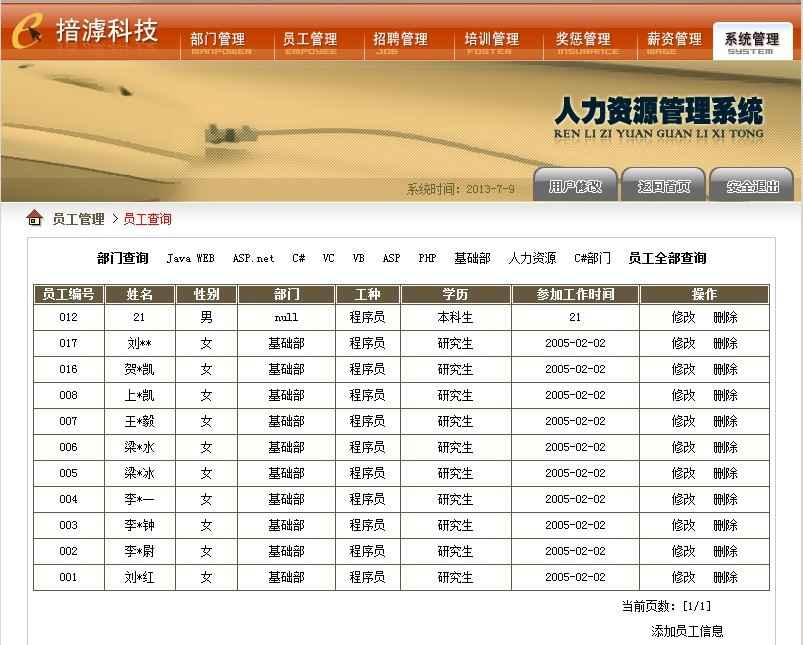 掊滹科技
部门管理 员工管理 招聘管理 培训管理 奖惩管理 薪资管理 系统管理
MANPOWER EMPOYEE JOB FOSTER INSURANCE WAGE SYSTEM
人力资源管理系统
REN LI ZI YUAN GUAN LI XI TONG
系统时间: 2013-7-9 用户修改 返回首页 安全退出
员工管理 > 员工查询
部门查询 Java WEB ASP.net C# VC VB ASP PHP 基础部 人力资源 C#部门 员工全部查询
员工编号 姓名 性别 部门 工种 学历 参加工作时间 操作
012 21 男 null 程序员 本科生 21 修改 删除
017 刘** 女 基础部 程序员 研究生 2005-02-02 修改 删除
016 贺*凯 女 基础部 程序员 研究生 2005-02-02 修改 删除
008 上*凯 女 基础部 程序员 研究生 2005-02-02 修改 删除
007 王*毅 女 基础部 程序员 研究生 2005-02-02 修改 删除
006 梁*水 女 基础部 程序员 研究生 2005-02-02 修改 删除
005 梁*冰 女 基础部 程序员 研究生 2005-02-02 修改 删除
004 李*一 女 基础部 程序员 研究生 2005-02-02 修改 删除
003 李*钟 女 基础部 程序员 研究生 2005-02-02 修改 删除
002 李*尉 女 基础部 程序员 研究生 2005-02-02 修改 删除
001 刘*红 女 基础部 程序员 研究生 2005-02-02 修改 删除
当前页数: [1/1]
添加员工信息